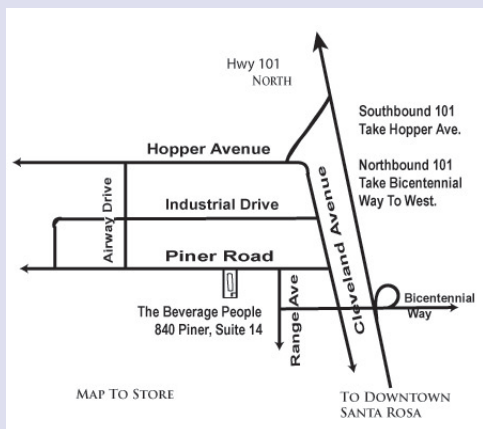 Hwy 101
NORTH
Southbound 101
Take Hopper Ave.
Northbound 101
Take Bicentennial
Way To West.
Hopper Avenue
Airway Drive
Industrial Drive
Cleveland Avenue
Piner Road
The Beverage People
840 Piner, Suite 14
Range Ave
Bicentennial
Way
MAP TO STORE
TO DOWNTOWN
SANTA ROSA